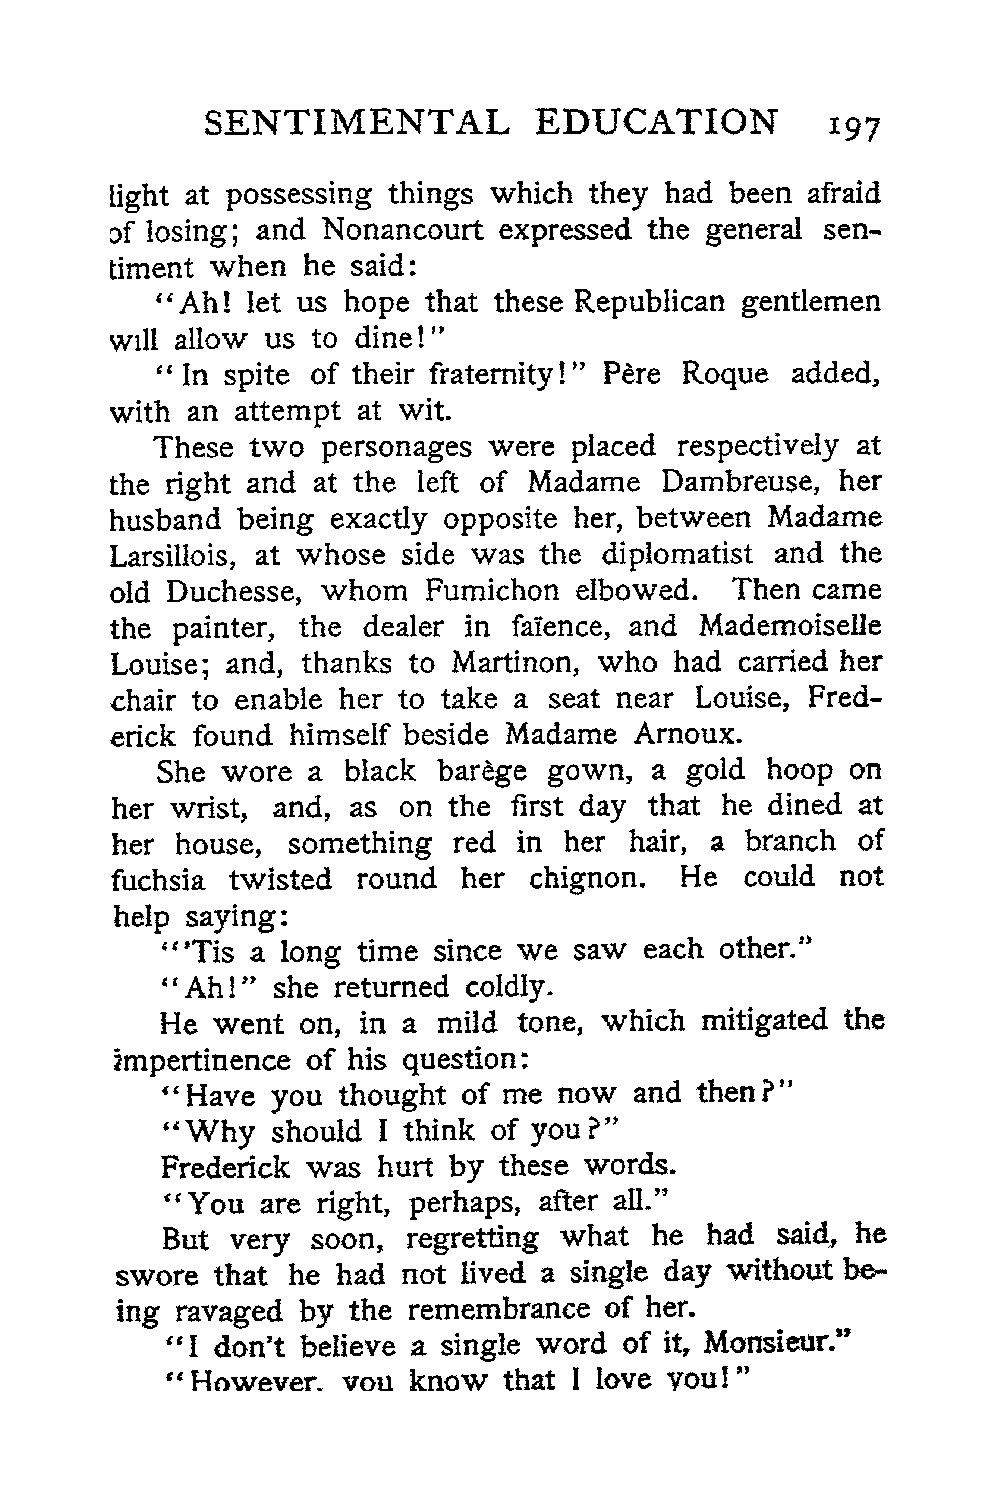 SENTIMENTAL EDUCATION 197
light at possessing things which they had been afraid
of losing; and Nonancourt expressed the general sen-
timent when he said:
"Ah! let us hope that these Republican gentlemen
will allow us to dine!"
"In spite of their fraternity!" Père Roque added,
with an attempt at wit.
These two personages were placed respectively at
the right and at the left of Madame Dambreuse, her
husband being exactly opposite her, between Madame
Larsillois, at whose side was the diplomatist and the
old Duchesse, whom Fumichon elbowed. Then came
the painter, the dealer in faïence, and Mademoiselle
Louise; and, thanks to Martinon, who had carried her
chair to enable her to take a seat near Louise, Fred-
erick found himself beside Madame Arnoux.
She wore a black barège gown, a gold hoop on
her wrist, and, as on the first day that he dined at
her house, something red in her hair, a branch of
fuchsia twisted round her chignon. He could not
help saying:
"'Tis a long time since we saw each other."
"Ah!" she returned coldly.
He went on, in a mild tone, which mitigated the
impertinence of his question:
"Have you thought of me now and then?"
"Why should I think of you?"
Frederick was hurt by these words.
"You are right, perhaps, after all."
But very soon, regretting what he had said, he
swore that he had not lived a single day without be-
ing ravaged by the remembrance of her.
"I don't believe a single word of it, Monsieur."
"However, you know that I love you!"